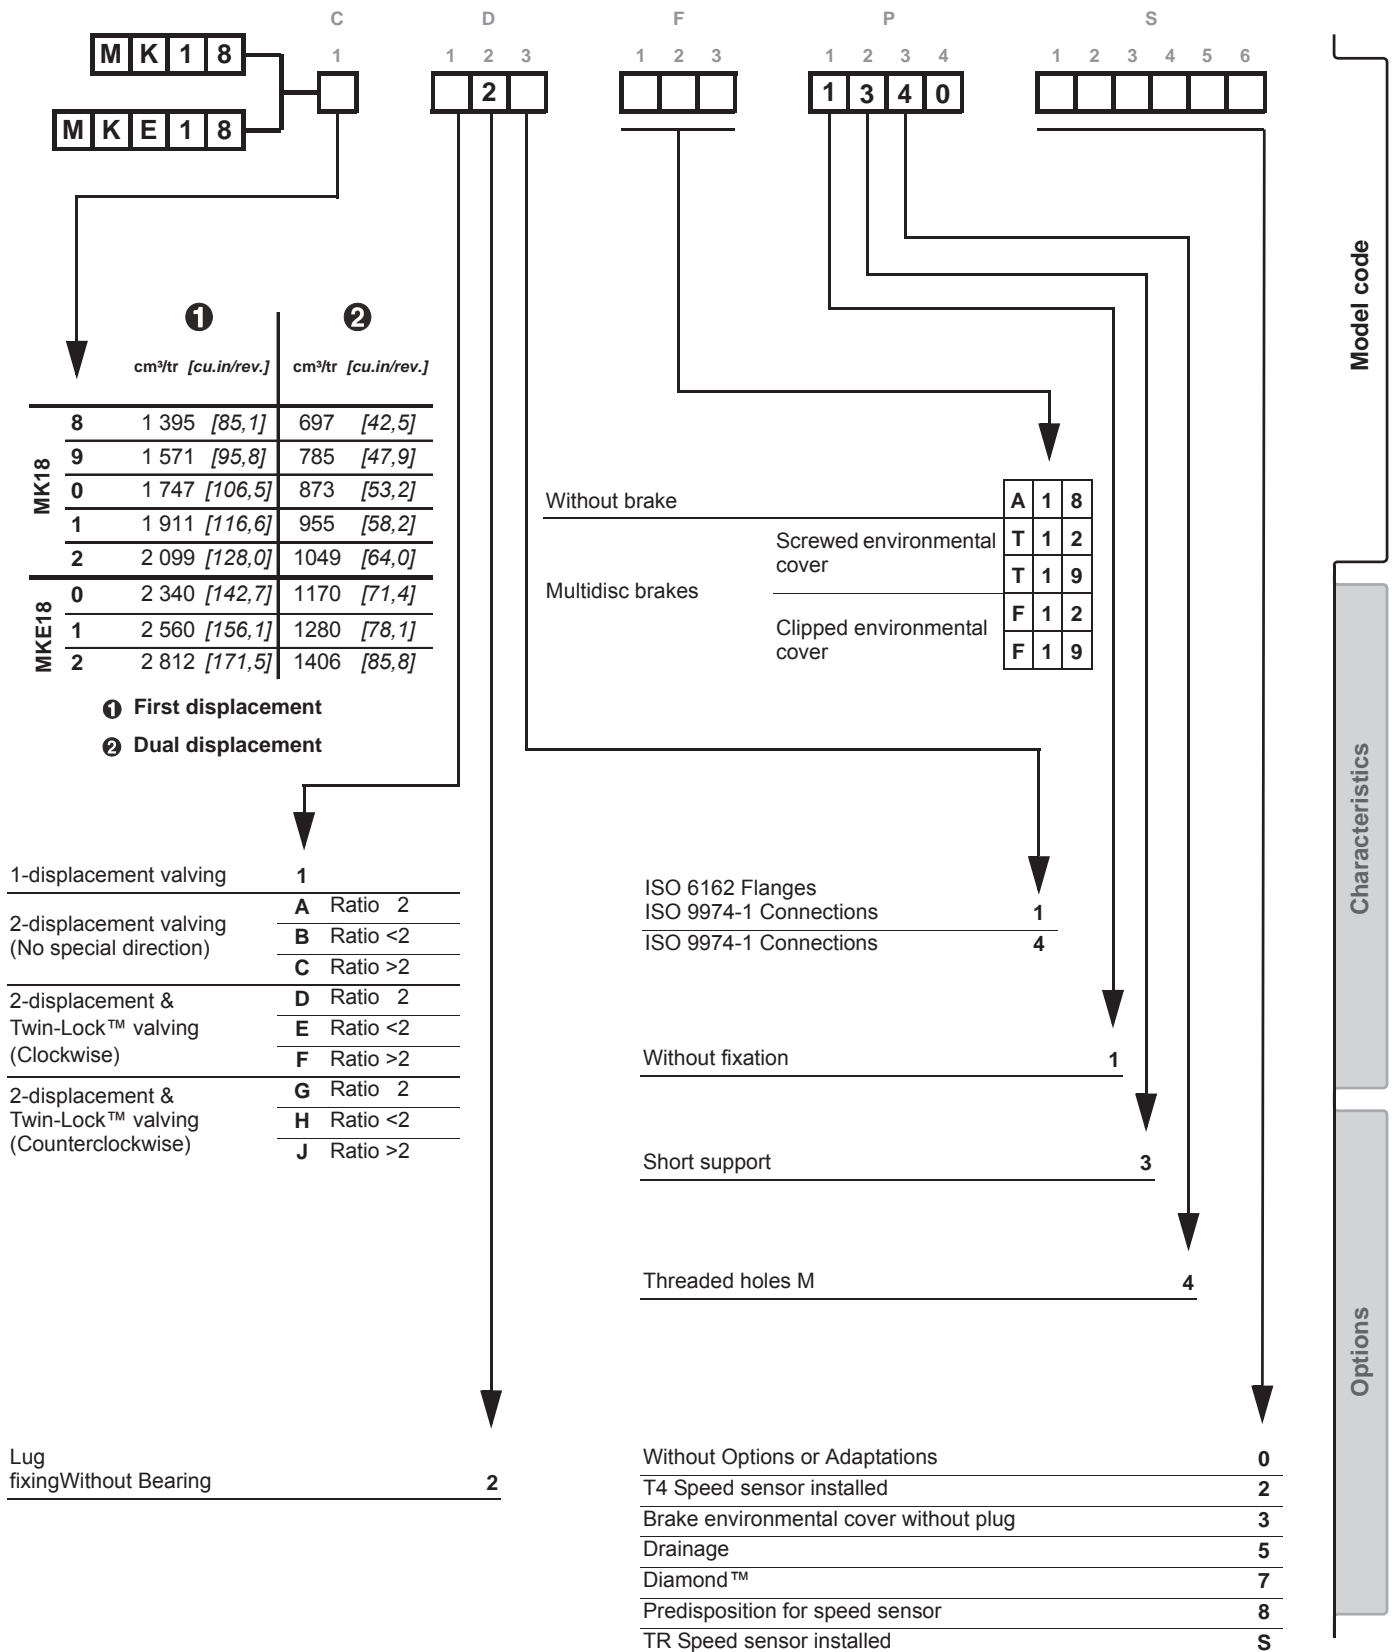 C D F P S
M K 1 8 1 1 2 3 1 2 3 1 2 3 4 1 2 3 4 5 6
2 1 3 4 0
M K E 1 8
❶ ❷
cm³/tr [cu.in/rev.] cm³/tr [cu.in/rev.]
MK18
8 1 395 [85,1] 697 [42,5]
9 1 571 [95,8] 785 [47,9]
0 1 747 [106,5] 873 [53,2]
1 1 911 [116,6] 955 [58,2]
2 2 099 [128,0] 1049 [64,0]
MKE18
0 2 340 [142,7] 1170 [71,4]
1 2 560 [156,1] 1280 [78,1]
2 2 812 [171,5] 1406 [85,8]
❶ First displacement
❷ Dual displacement
Without brake A 1 8
Multidisc brakes
Screwed environmental
cover
T 1 2
T 1 9
Clipped environmental
cover
F 1 2
F 1 9
1-displacement valving 1
2-displacement valving
(No special direction)
A Ratio 2
B Ratio <2
C Ratio >2
2-displacement &
Twin-Lock™ valving
(Clockwise)
D Ratio 2
E Ratio <2
F Ratio >2
2-displacement &
Twin-Lock™ valving
(Counterclockwise)
G Ratio 2
H Ratio <2
J Ratio >2
ISO 6162 Flanges
ISO 9974-1 Connections 1
ISO 9974-1 Connections 4
Without fixation 1
Short support 3
Threaded holes M 4
Lug
fixingWithout Bearing 2
Without Options or Adaptations 0
T4 Speed sensor installed 2
Brake environmental cover without plug 3
Drainage 5
Diamond™ 7
Predisposition for speed sensor 8
TR Speed sensor installed S
Model code
Characteristics
Options